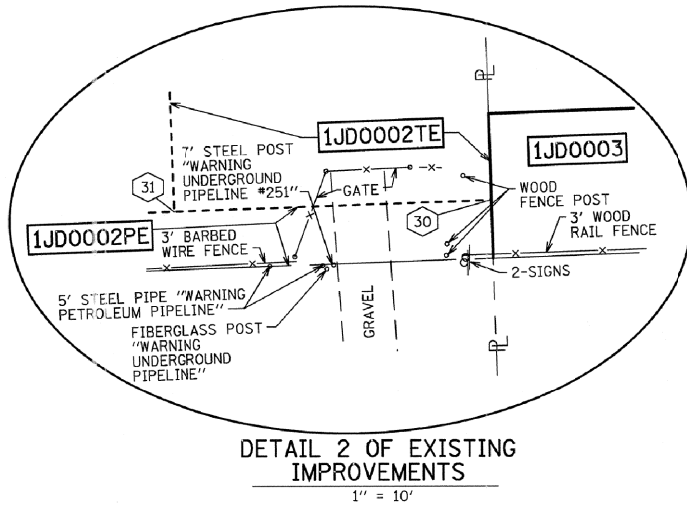 PL
1JD0002TE
1JD0003
7' STEEL POST
"WARNING
UNDERGROUND
PIPELINE #251"
31
GATE
WOOD
FENCE POST
30
1JD0002PE
3' BARBED
WIRE FENCE
3' WOOD
RAIL FENCE
2-SIGNS
5' STEEL PIPE "WARNING
PETROLEUM PIPELINE"
FIBERGLASS POST
"WARNING
UNDERGROUND
PIPELINE"
GRAVEL
PL
DETAIL 2 OF EXISTING
IMPROVEMENTS
1" = 10'